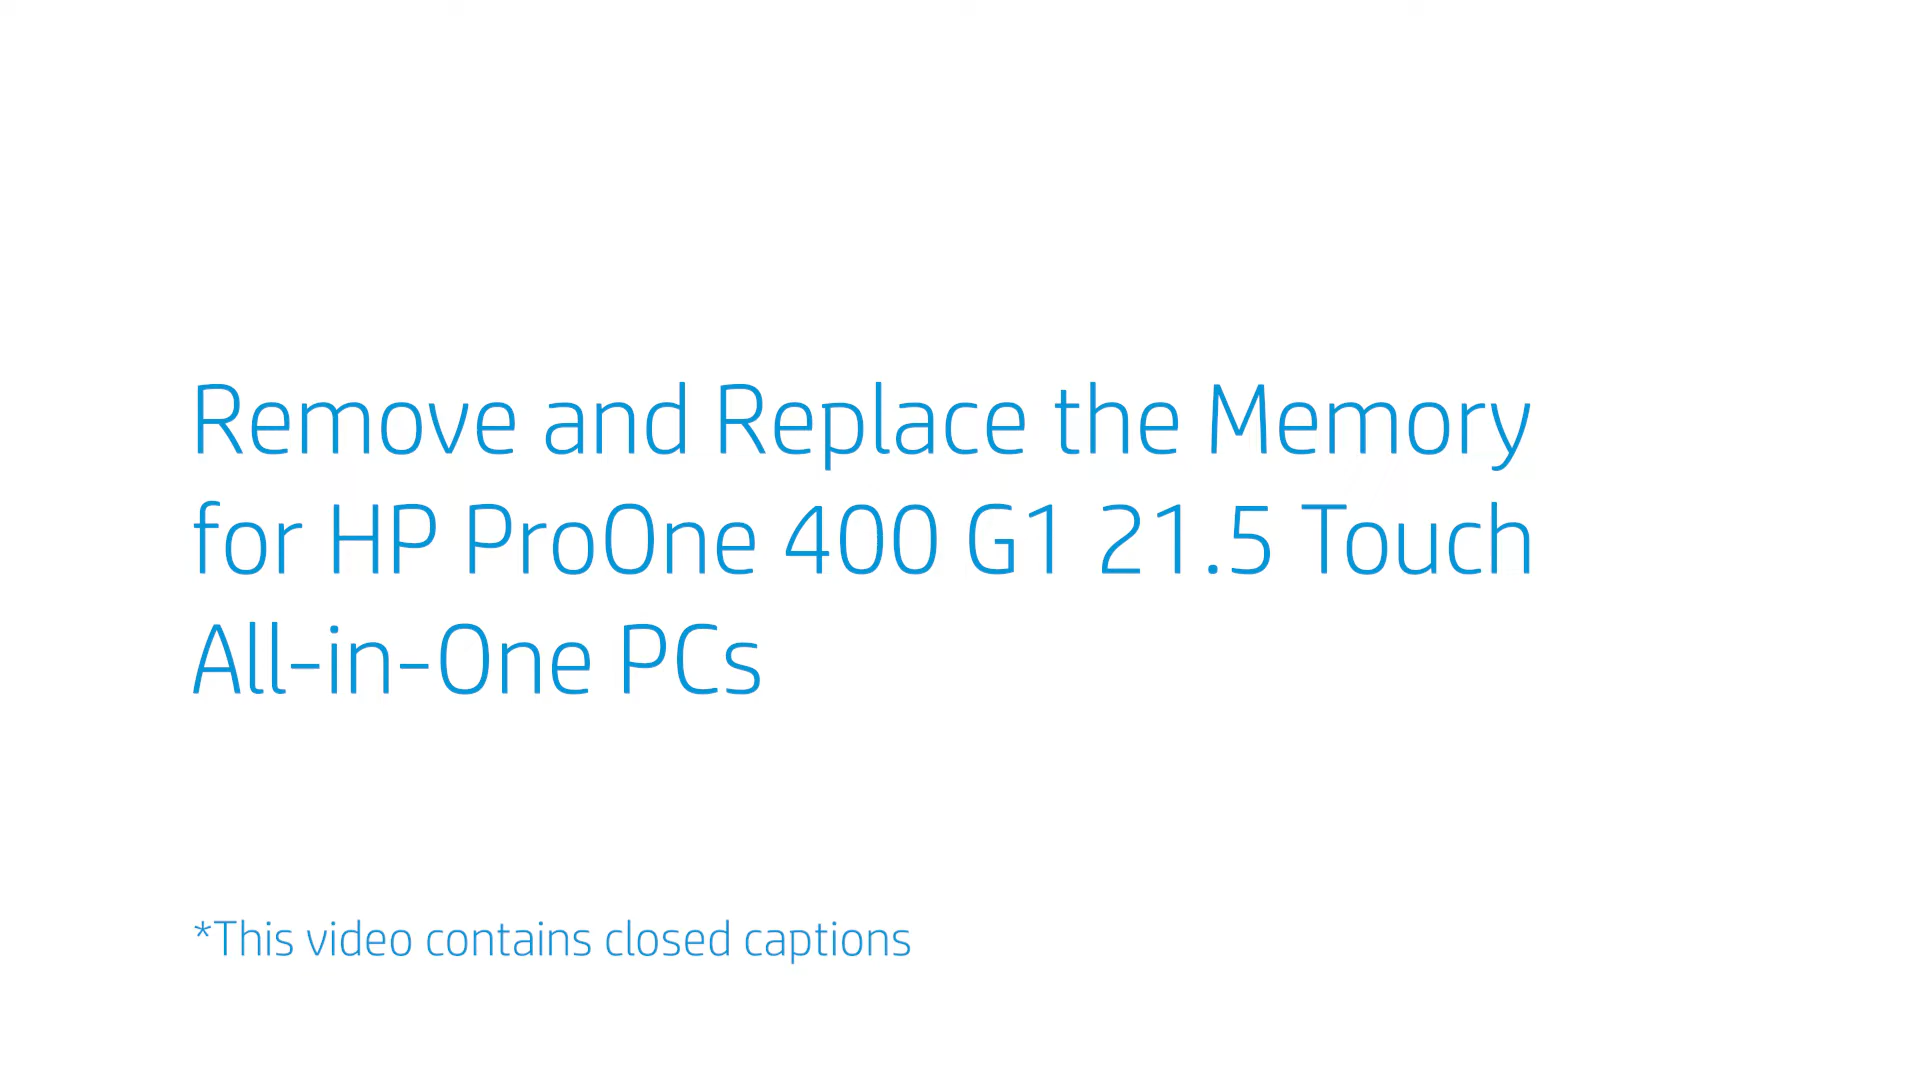 Remove and Replace the Memory
for HP ProOne 400 G1 21.5 Touch
All-in-One PCs
*This video contains closed captions